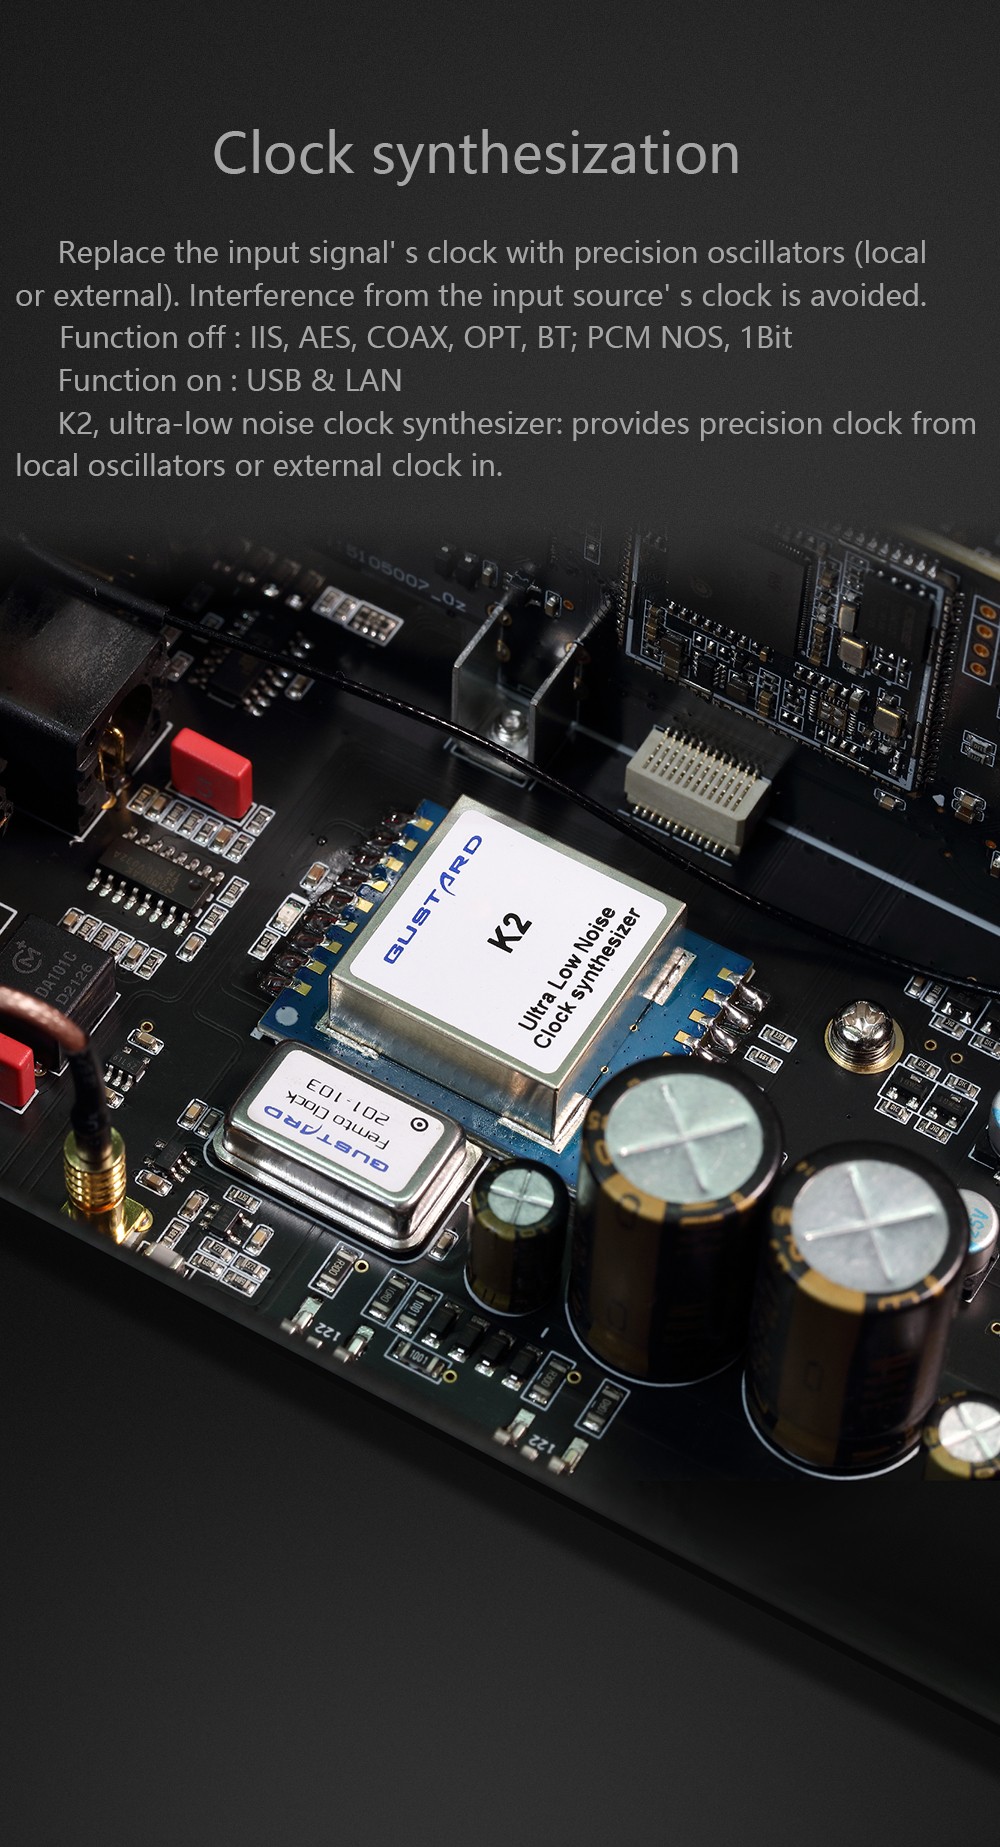 Clock synthesization
Replace the input signal' s clock with precision oscillators (local
or external). Interference from the input source' s clock is avoided.
Function off : IIS, AES, COAX, OPT, BT; PCM NOS, 1Bit
Function on : USB & LAN
K2, ultra-low noise clock synthesizer: provides precision clock from
local oscillators or external clock in.
GUSTARD
K2
Ultra Low Noise
Clock synthesizer
GUSTARD
Femto Clock
201-103
DA101C
D2126
122
122
1001
1001